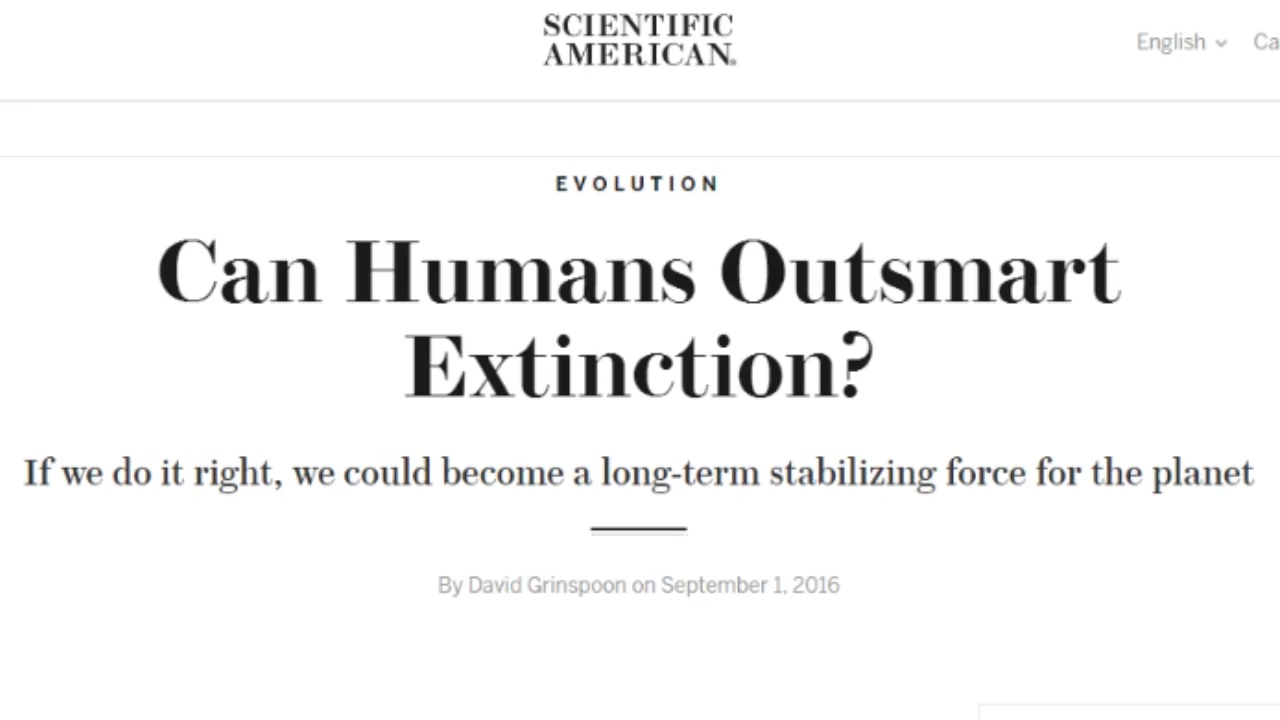 SCIENTIFIC
AMERICAN®
English
EVOLUTION
Can Humans Outsmart
Extinction?
If we do it right, we could become a long-term stabilizing force for the planet
By David Grinspoon on September 1, 2016